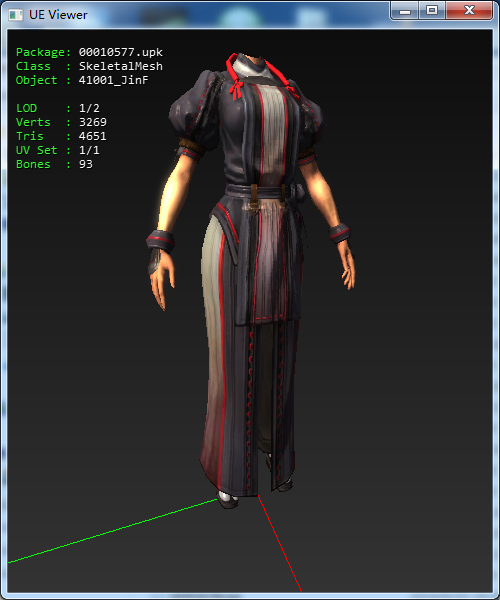 UE Viewer
Package: 00010577.upk
Class : SkeletalMesh
Object : 41001_JinF
LOD : 1/2
Verts : 3269
Tris : 4651
UV Set : 1/1
Bones : 93